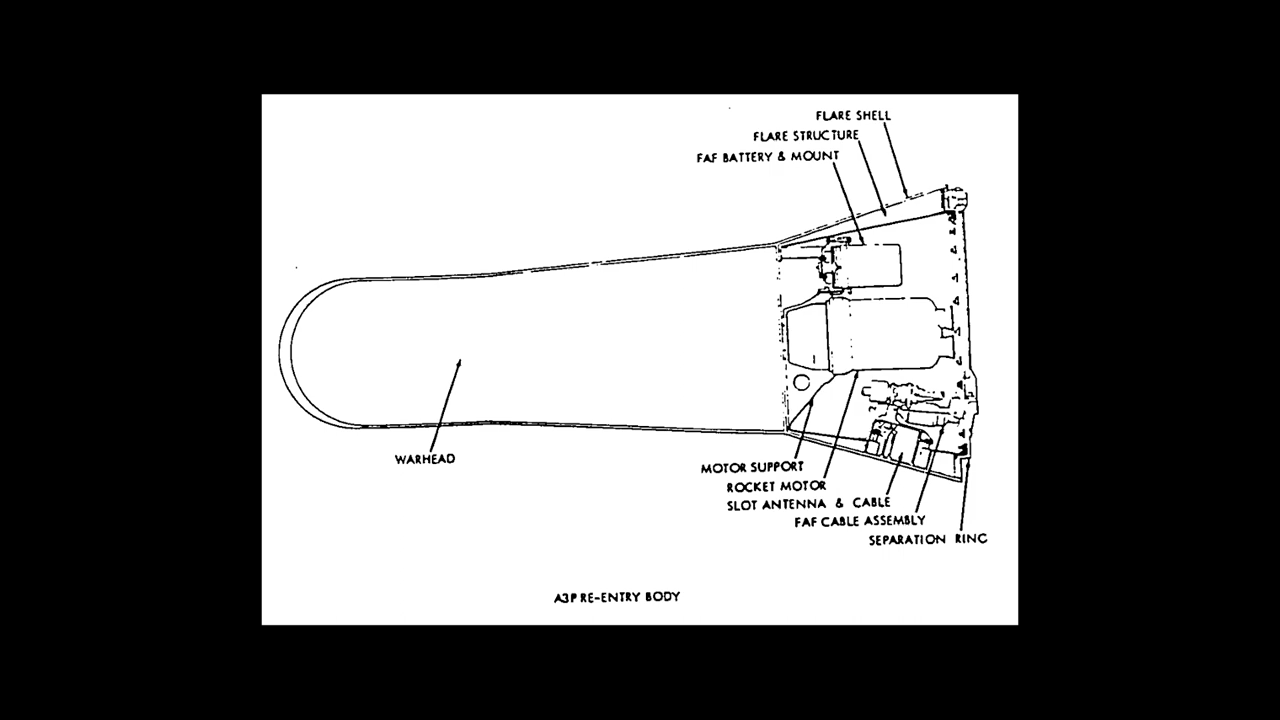 FLARE SHELL
FLARE STRUCTURE
FAF BATTERY & MOUNT
WARHEAD
MOTOR SUPPORT
ROCKET MOTOR
SLOT ANTENNA & CABLE
FAF CABLE ASSEMBLY
SEPARATION RING
A3P RE-ENTRY BODY